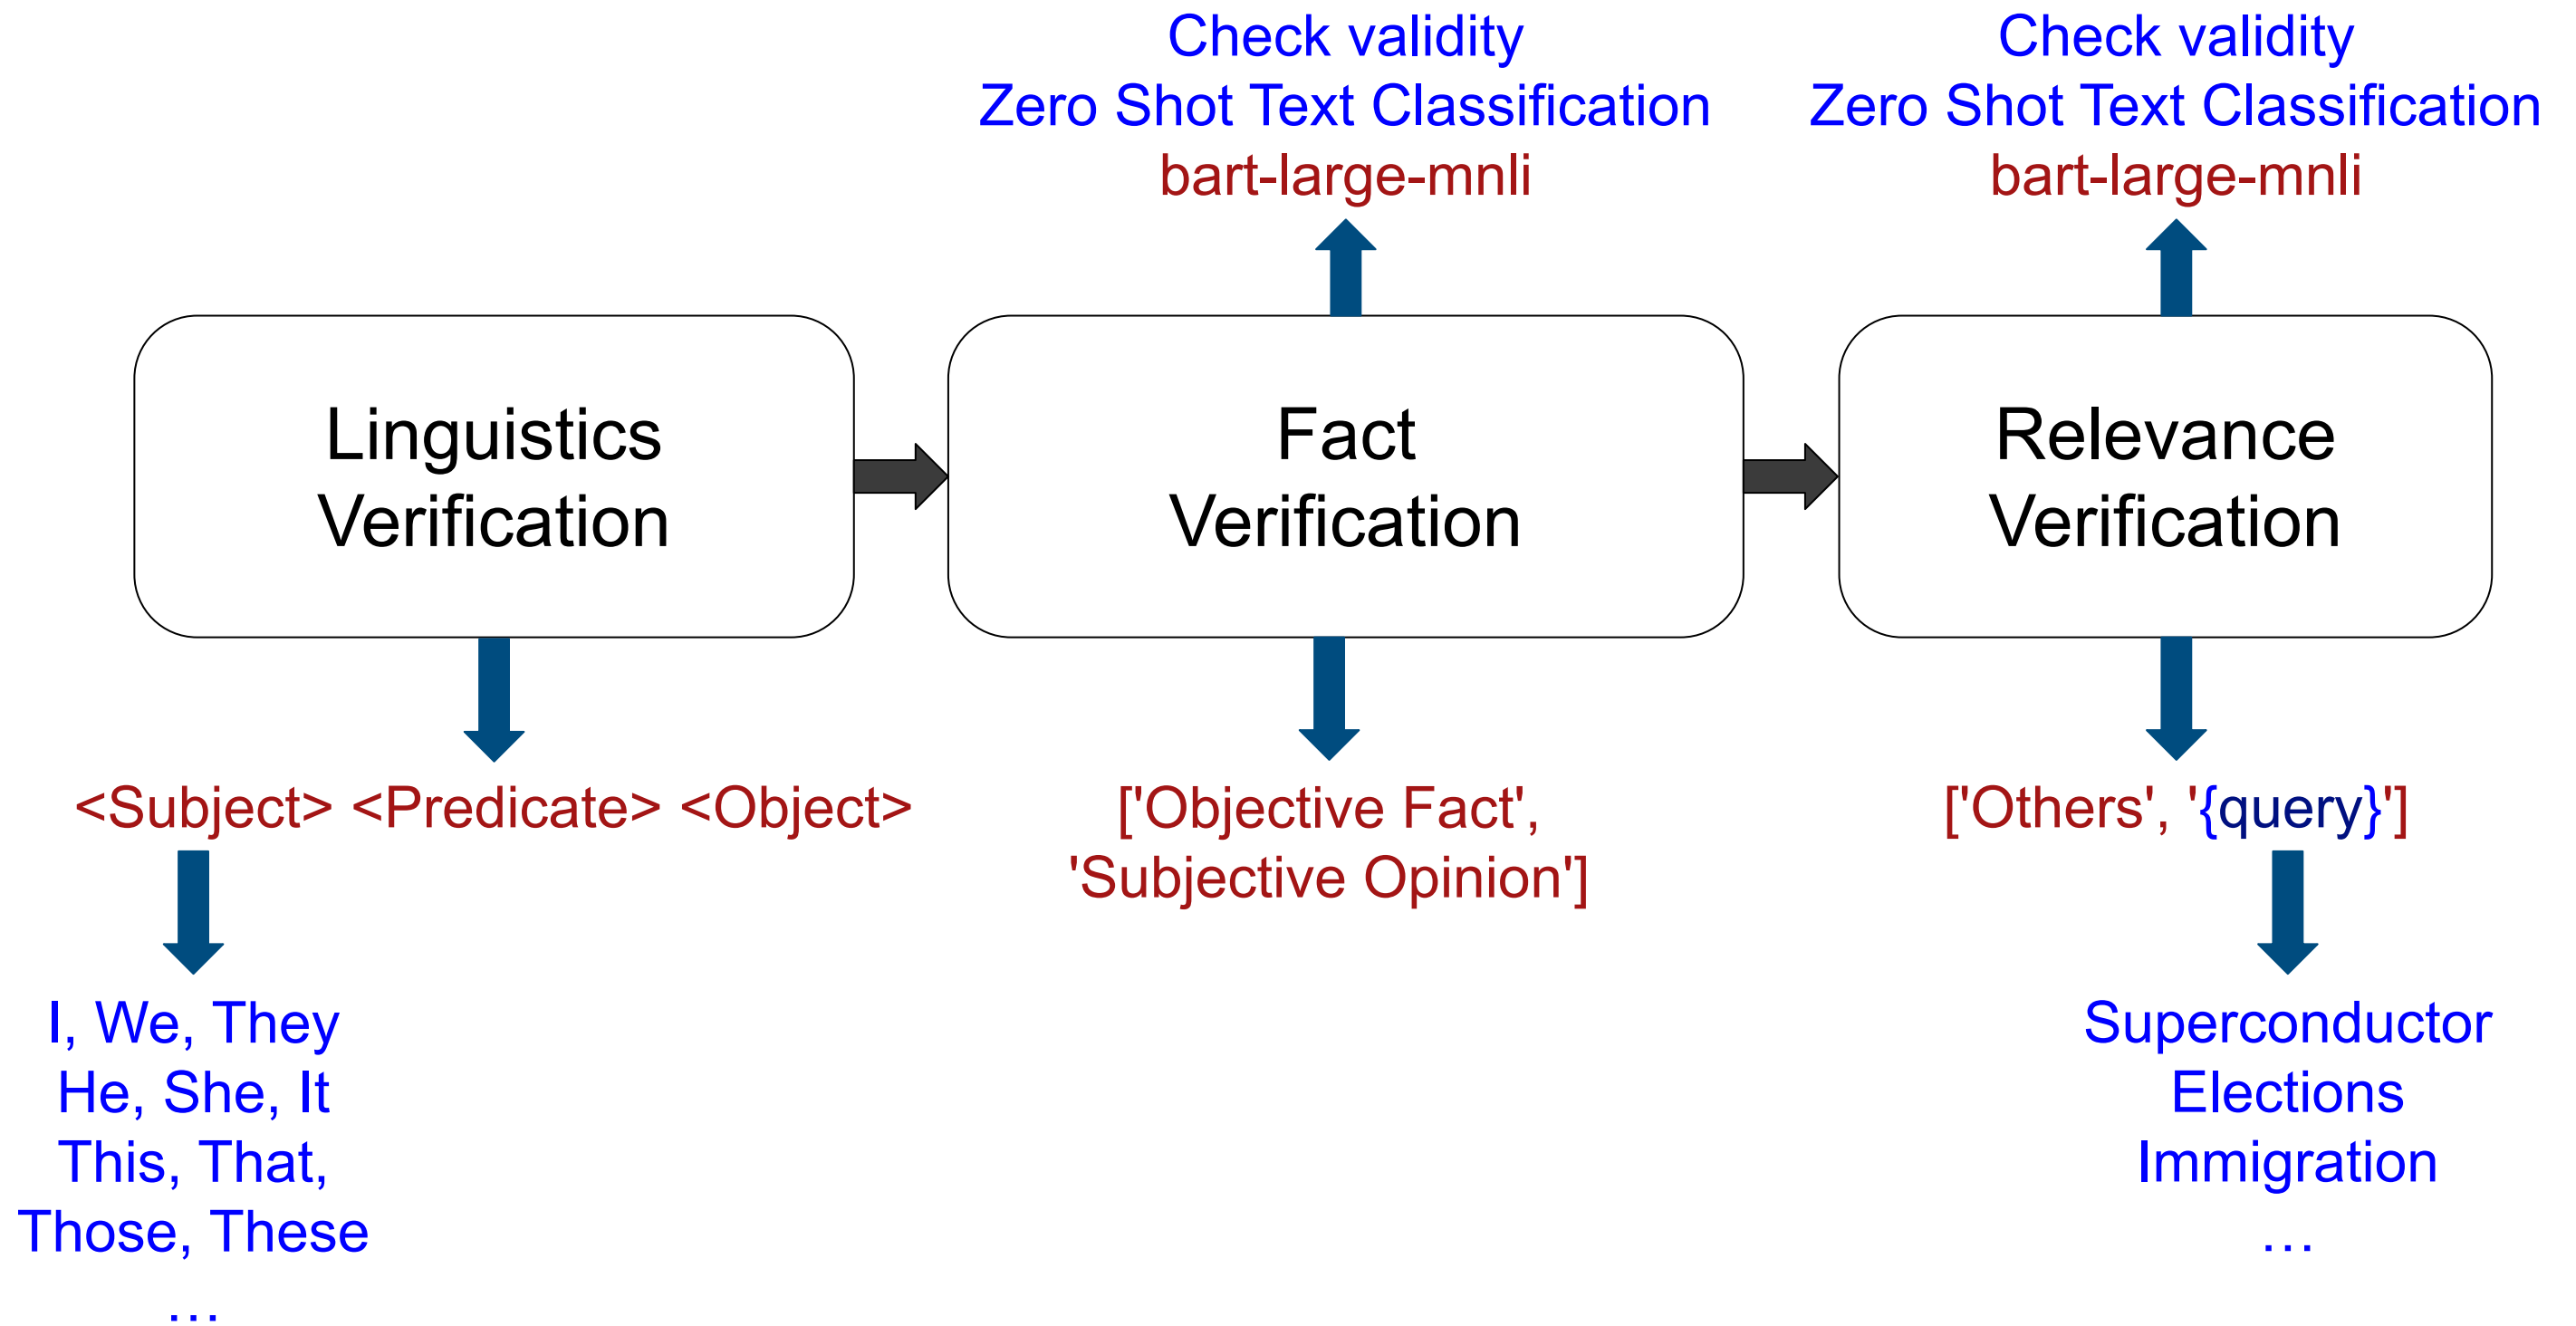 Check validity
Zero Shot Text Classification
bart-large-mnli
Check validity
Zero Shot Text Classification
bart-large-mnli
Linguistics
Verification
Fact
Verification
Relevance
Verification
<Subject> <Predicate> <Object>
['Objective Fact',
'Subjective Opinion']
['Others', '{query}']
I, We, They
He, She, It
This, That,
Those, These
…
Superconductor
Elections
Immigration
…